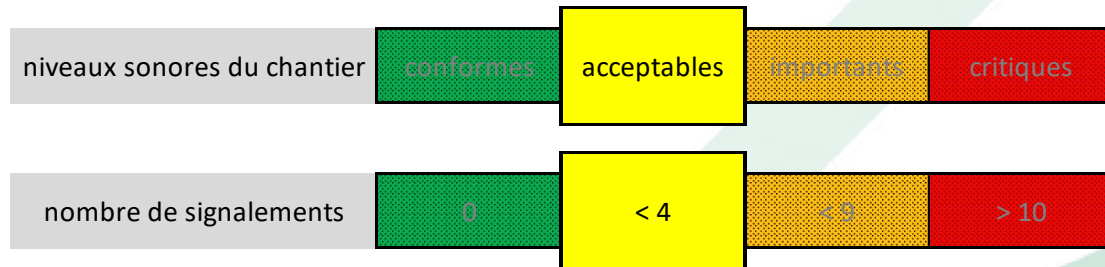 niveaux sonores du chantier conformes acceptables importants critiques
nombre de signalements 0 < 4 < 9 > 10